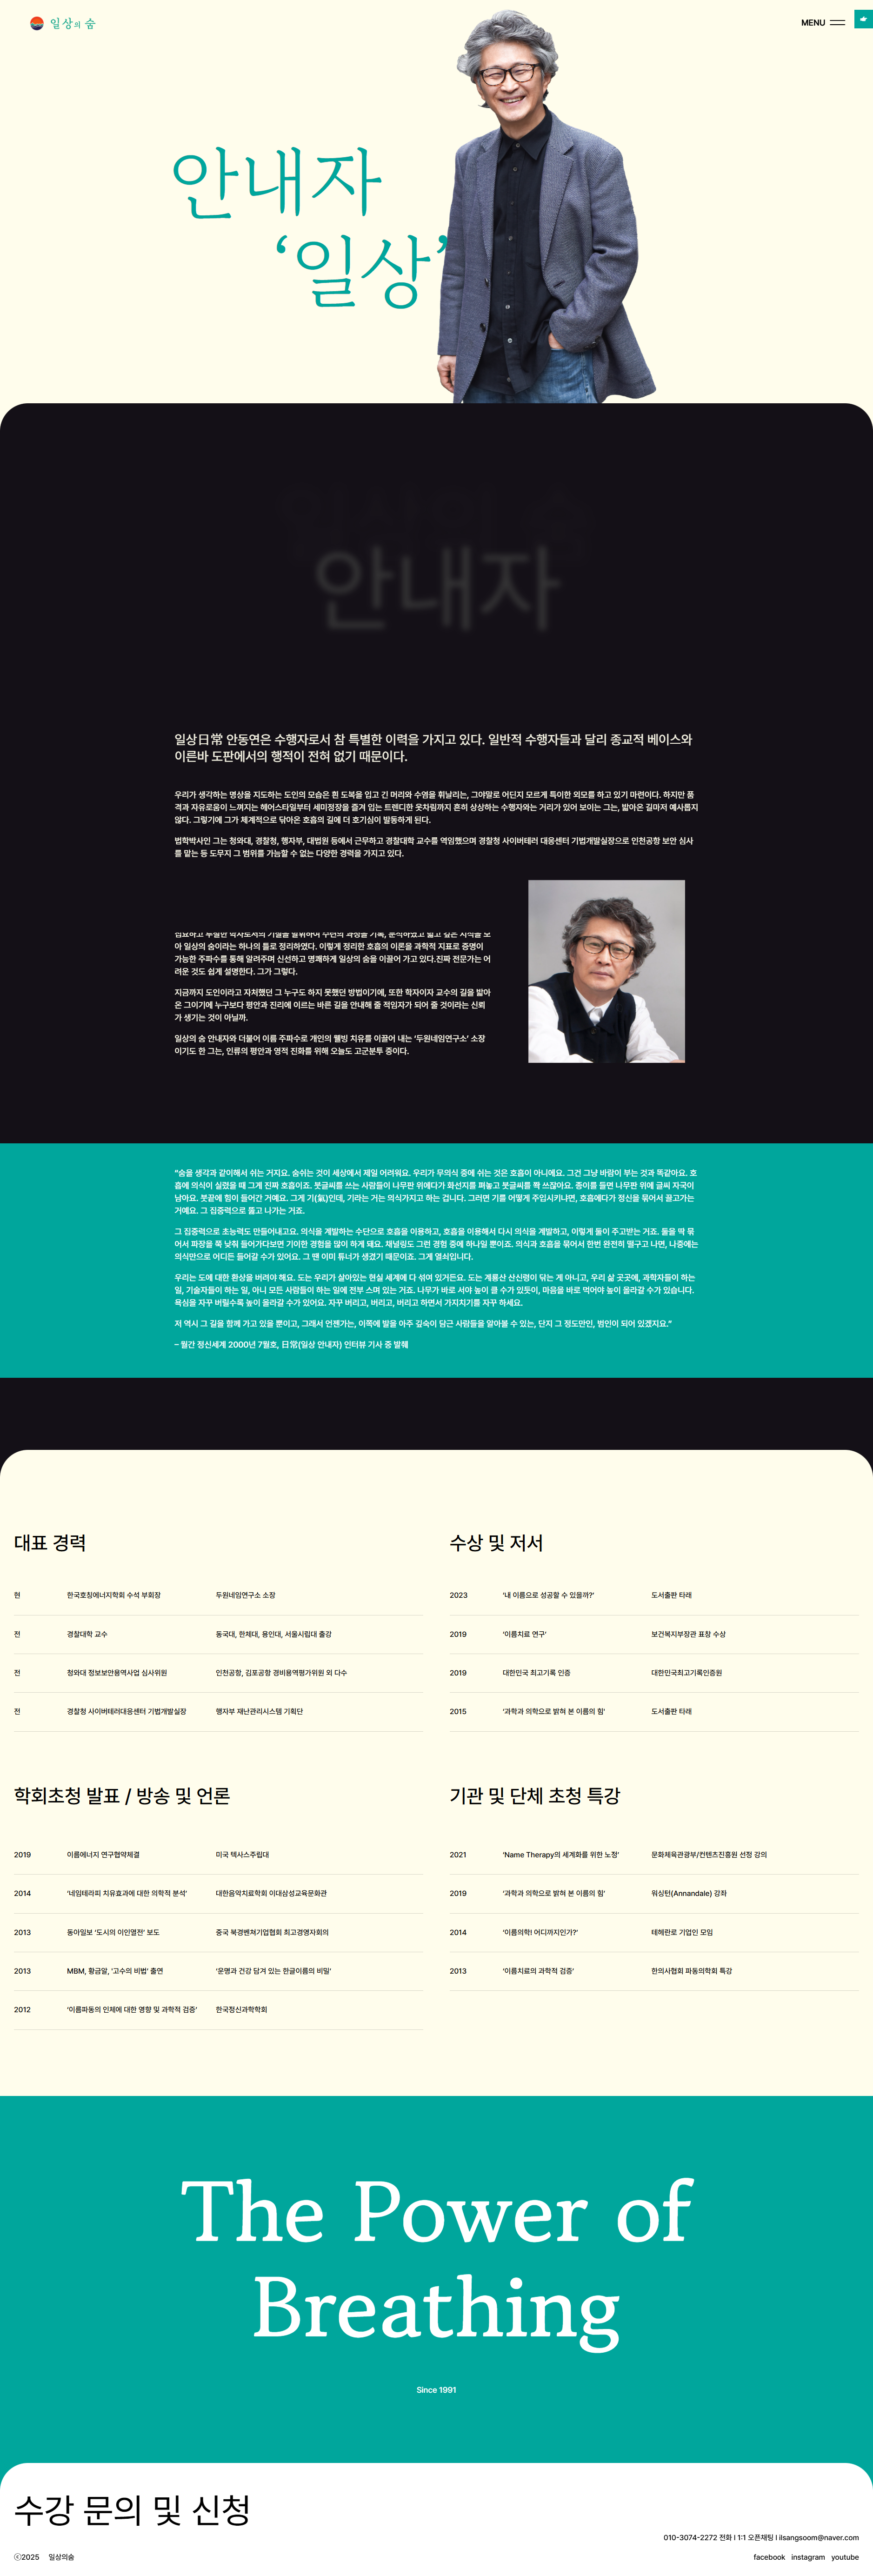 일상의 숨
MENU
안내자
‘일상’
일상의 숨
안내자
일상日常 안동연은 수행자로서 참 특별한 이력을 가지고 있다. 일반적 수행자들과 달리 종교적 베이스와
이른바 도판에서의 행적이 전혀 없기 때문이다.
우리가 생각하는 명상을 지도하는 도인의 모습은 흰 도복을 입고 긴 머리와 수염을 휘날리는, 그야말로 어딘지 모르게 특이한 외모를 하고 있기 마련이다. 하지만 품
격과 자유로움이 느껴지는 헤어스타일부터 세미정장을 즐겨 입는 트렌디한 옷차림까지 흔히 상상하는 수행자와는 거리가 있어 보이는 그는, 밟아온 길마저 예사롭지
않다. 그렇기에 그가 체계적으로 닦아온 호흡의 길에 더 호기심이 발동하게 된다.
법학박사인 그는 청와대, 경찰청, 행자부, 대법원 등에서 근무하고 경찰대학 교수를 역임했으며 경찰청 사이버테러 대응센터 기법개발실장으로 인천공항 보안 심사
를 맡는 등 도무지 그 범위를 가늠할 수 없는 다양한 경력을 가지고 있다.
집요하고 투철한 학자로서의 기질을 발휘하여 수련의 과정을 기록, 분석하였고 넓고 깊은 지식을 모
아 일상의 숨이라는 하나의 틀로 정리하였다. 이렇게 정리한 호흡의 이론을 과학적 지표로 증명이
가능한 주파수를 통해 알려주며 신선하고 명쾌하게 일상의 숨을 이끌어 가고 있다.진짜 전문가는 어
려운 것도 쉽게 설명한다. 그가 그렇다.
지금까지 도인이라고 자처했던 그 누구도 하지 못했던 방법이기에, 또한 학자이자 교수의 길을 밟아
온 그이기에 누구보다 평안과 진리에 이르는 바른 길을 안내해 줄 적임자가 되어 줄 것이라는 신뢰
가 생기는 것이 아닐까.
일상의 숨 안내자와 더불어 이름 주파수로 개인의 웰빙 치유를 이끌어 내는 ‘두원네임연구소’ 소장
이기도 한 그는, 인류의 평안과 영적 진화를 위해 오늘도 고군분투 중이다.
“숨을 생각과 같이해서 쉬는 거지요. 숨쉬는 것이 세상에서 제일 어려워요. 우리가 무의식 중에 쉬는 것은 호흡이 아니에요. 그건 그냥 바람이 부는 것과 똑같아요. 호
흡에 의식이 실렸을 때 그게 진짜 호흡이죠. 붓글씨를 쓰는 사람들이 나무판 위에다가 화선지를 펴놓고 붓글씨를 쫙 쓰잖아요. 종이를 들면 나무판 위에 글씨 자국이
남아요. 붓끝에 힘이 들어간 거예요. 그게 기(氣)인데, 기라는 거는 의식가지고 하는 겁니다. 그러면 기를 어떻게 주입시키냐면, 호흡에다가 정신을 묶어서 끌고가는
거예요. 그 집중력으로 뚫고 나가는 거죠.
그 집중력으로 초능력도 만들어내고요. 의식을 계발하는 수단으로 호흡을 이용하고, 호흡을 이용해서 다시 의식을 계발하고, 이렇게 둘이 주고받는 거죠. 둘을 딱 묶
어서 파장을 쭉 낮춰 들어가다보면 기이한 경험을 많이 하게 돼요. 채널링도 그런 경험 중에 하나일 뿐이죠. 의식과 호흡을 묶어서 한번 완전히 뚫구고 나면, 나중에는
의식만으로 어디든 들어갈 수가 있어요. 그 땐 이미 튜너가 생겼기 때문이죠. 그게 열쇠입니다.
우리는 도에 대한 환상을 버려야 해요. 도는 우리가 살아있는 현실 세계에 다 섞여 있거든요. 도는 계룡산 산신령이 닦는 게 아니고, 우리 삶 곳곳에, 과학자들이 하는
일, 기술자들이 하는 일, 아니 모든 사람들이 하는 일에 전부 스며 있는 거죠. 나무가 바로 서야 높이 클 수가 있듯이, 마음을 바로 먹어야 높이 올라갈 수가 있습니다.
욕심을 자꾸 버릴수록 높이 올라갈 수가 있어요. 자꾸 버리고, 버리고, 버리고 하면서 가지치기를 자꾸 하세요.
저 역시 그 길을 함께 가고 있을 뿐이고, 그래서 언젠가는, 이쪽에 발을 아주 깊숙이 담근 사람들을 알아볼 수 있는, 단지 그 정도만인, 범인이 되어 있겠지요.”
– 월간 정신세계 2000년 7월호, 日常(일상 안내자) 인터뷰 기사 중 발췌
대표 경력
현 한국호칭에너지학회 수석 부회장 두원네임연구소 소장
전 경찰대학 교수 동국대, 한체대, 용인대, 서울시립대 출강
전 청와대 정보보안용역사업 심사위원 인천공항, 김포공항 경비용역평가위원 외 다수
전 경찰청 사이버테러대응센터 기법개발실장 행자부 재난관리시스템 기획단
수상 및 저서
2023 ‘내 이름으로 성공할 수 있을까?’ 도서출판 타래
2019 ‘이름치료 연구’ 보건복지부장관 표창 수상
2019 대한민국 최고기록 인증 대한민국최고기록인증원
2015 ‘과학과 의학으로 밝혀 본 이름의 힘’ 도서출판 타래
학회초청 발표 / 방송 및 언론
2019 이름에너지 연구협약체결 미국 텍사스주립대
2014 ‘네임테라피 치유효과에 대한 의학적 분석’ 대한음악치료학회 이대삼성교육문화관
2013 동아일보 ‘도시의 이인열전’ 보도 중국 북경벤쳐기업협회 최고경영자회의
2013 MBM, 황금알, ‘고수의 비법’ 출연 ‘운명과 건강 담겨 있는 한글이름의 비밀’
2012 ‘이름파동의 인체에 대한 영향 및 과학적 검증’ 한국정신과학학회
기관 및 단체 초청 특강
2021 ‘Name Therapy의 세계화를 위한 노정’ 문화체육관광부/컨텐츠진흥원 선정 강의
2019 ‘과학과 의학으로 밝혀 본 이름의 힘’ 워싱턴(Annandale) 강좌
2014 ‘이름의학! 어디까지인가?’ 테헤란로 기업인 모임
2013 ‘이름치료의 과학적 검증’ 한의사협회 파동의학회 특강
The Power of
Breathing
Since 1991
수강 문의 및 신청
010-3074-2272 전화 I 1:1 오픈채팅 I ilsangsoom@naver.com
ⓒ2025 일상의숨
facebook instagram youtube